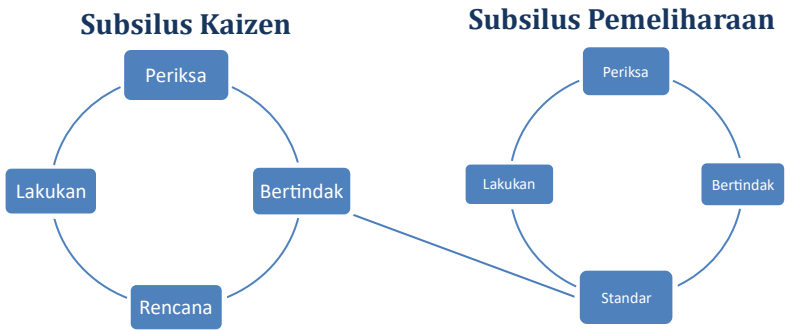 Subsilus Kaizen
Periksa
Lakukan
Bertindak
Rencana
Subsilus Pemeliharaan
Periksa
Lakukan
Bertindak
Standar